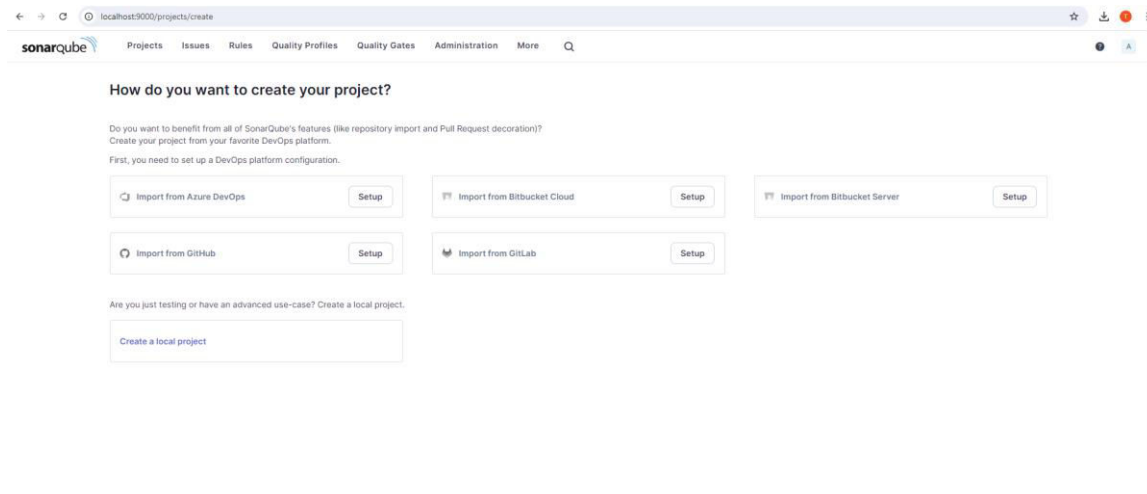 localhost:9000/projects/create
T
sonarqube
Projects Issues Rules Quality Profiles Quality Gates Administration More
? A
How do you want to create your project?
Do you want to benefit from all of SonarQube's features (like repository import and Pull Request decoration)?
Create your project from your favorite DevOps platform.
First, you need to set up a DevOps platform configuration.
Import from Azure DevOps Setup Import from Bitbucket Cloud Setup Import from Bitbucket Server Setup
Import from GitHub Setup Import from GitLab Setup
Are you just testing or have an advanced use-case? Create a local project.
Create a local project